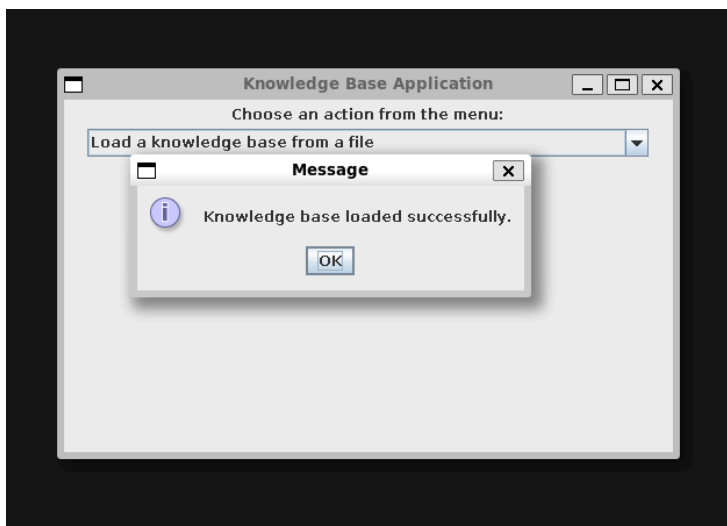 Knowledge Base Application
Choose an action from the menu:
Load a knowledge base from a file
Message
Knowledge base loaded successfully.
OK